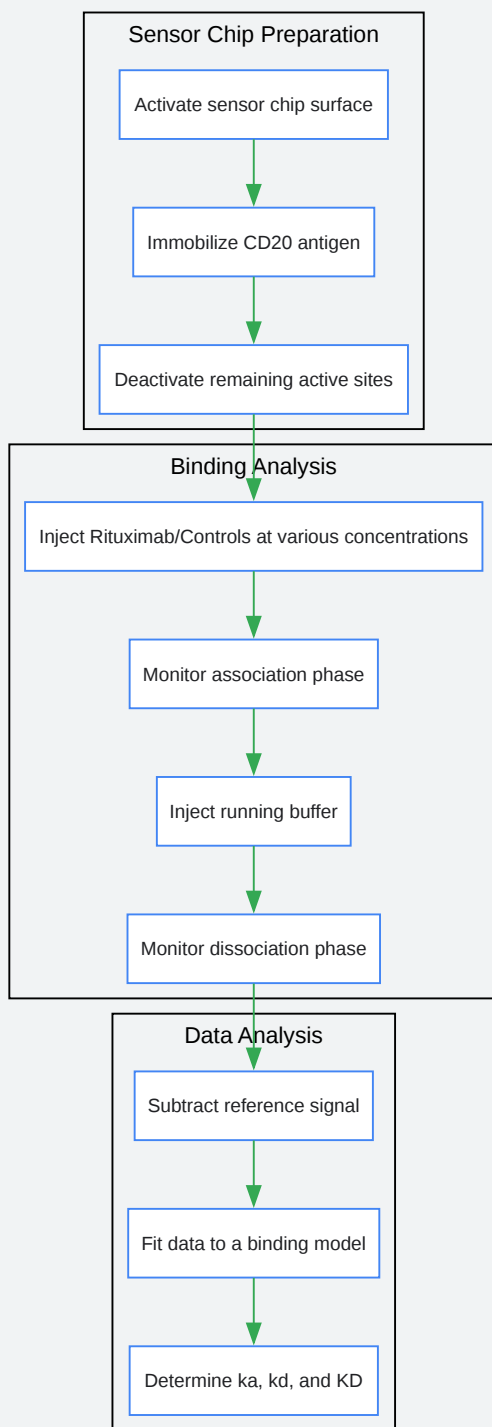 Sensor Chip Preparation
Activate sensor chip surface
Immobilize CD20 antigen
Deactivate remaining active sites
Binding Analysis
Inject Rituximab/Controls at various concentrations
Monitor association phase
Inject running buffer
Monitor dissociation phase
Data Analysis
Subtract reference signal
Fit data to a binding model
Determine ka, kd, and KD